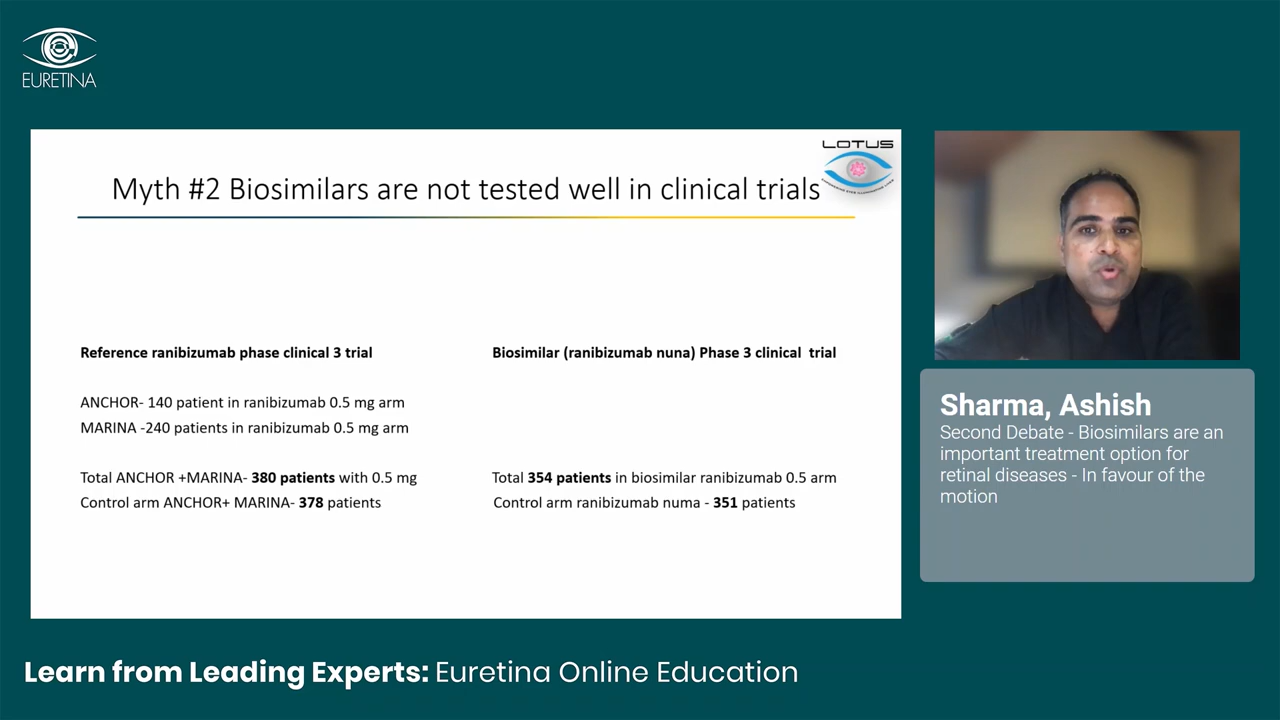 EURETINA
LOTUS
Myth #2 Biosimilars are not tested well in clinical trials
Reference ranibizumab phase clinical 3 trial
ANCHOR- 140 patient in ranibizumab 0.5 mg arm
MARINA -240 patients in ranibizumab 0.5 mg arm
Total ANCHOR +MARINA- 380 patients with 0.5 mg
Control arm ANCHOR+ MARINA- 378 patients
Biosimilar (ranibizumab nuna) Phase 3 clinical trial
Total 354 patients in biosimilar ranibizumab 0.5 arm
Control arm ranibizumab numa - 351 patients
Sharma, Ashish
Second Debate - Biosimilars are an
important treatment option for
retinal diseases - In favour of the
motion
Learn from Leading Experts: Euretina Online Education